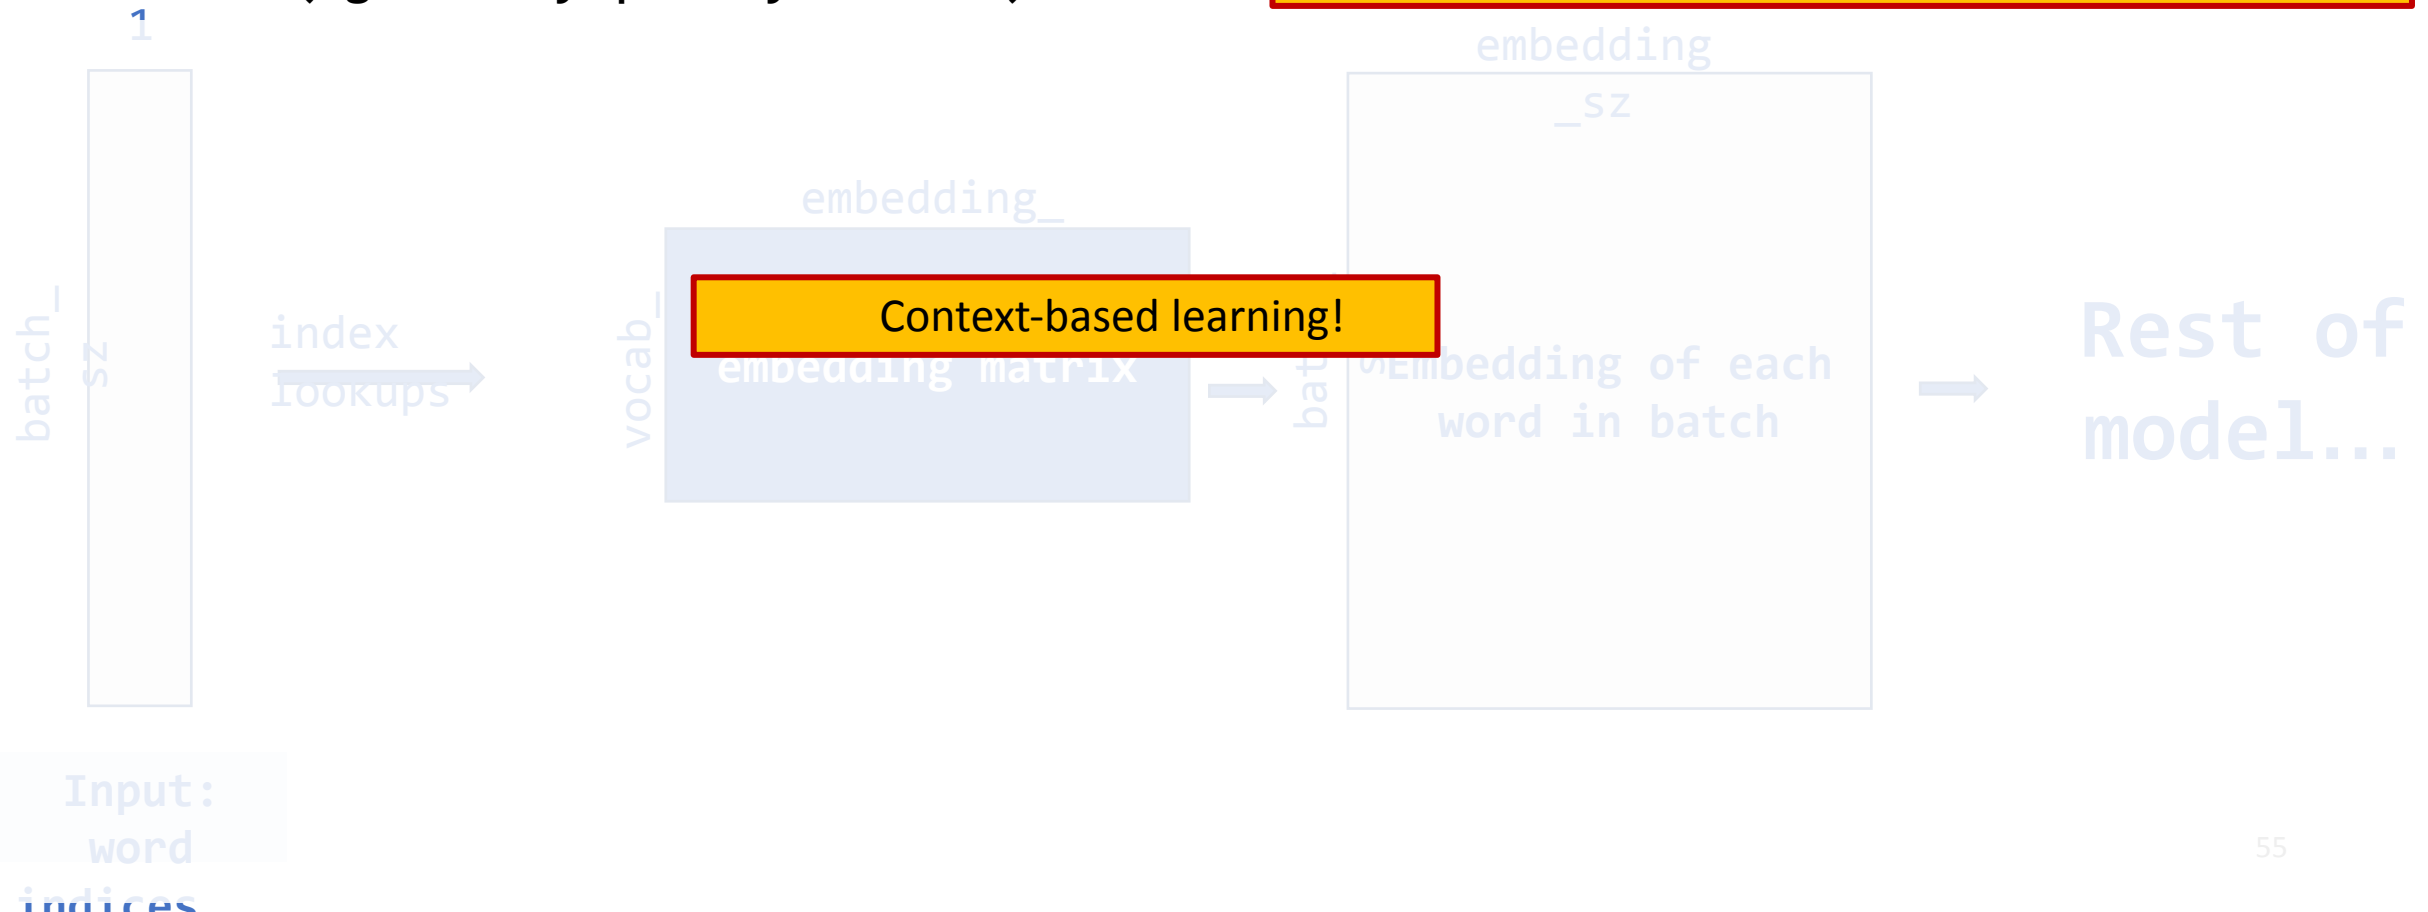 1
embedding
_sz
embedding_
batch_
sz
index
lookups
vocab_
Context-based learning!
embedding matrix
Embedding of each
word in batch
Rest of
model...
Input:
word
indices
55